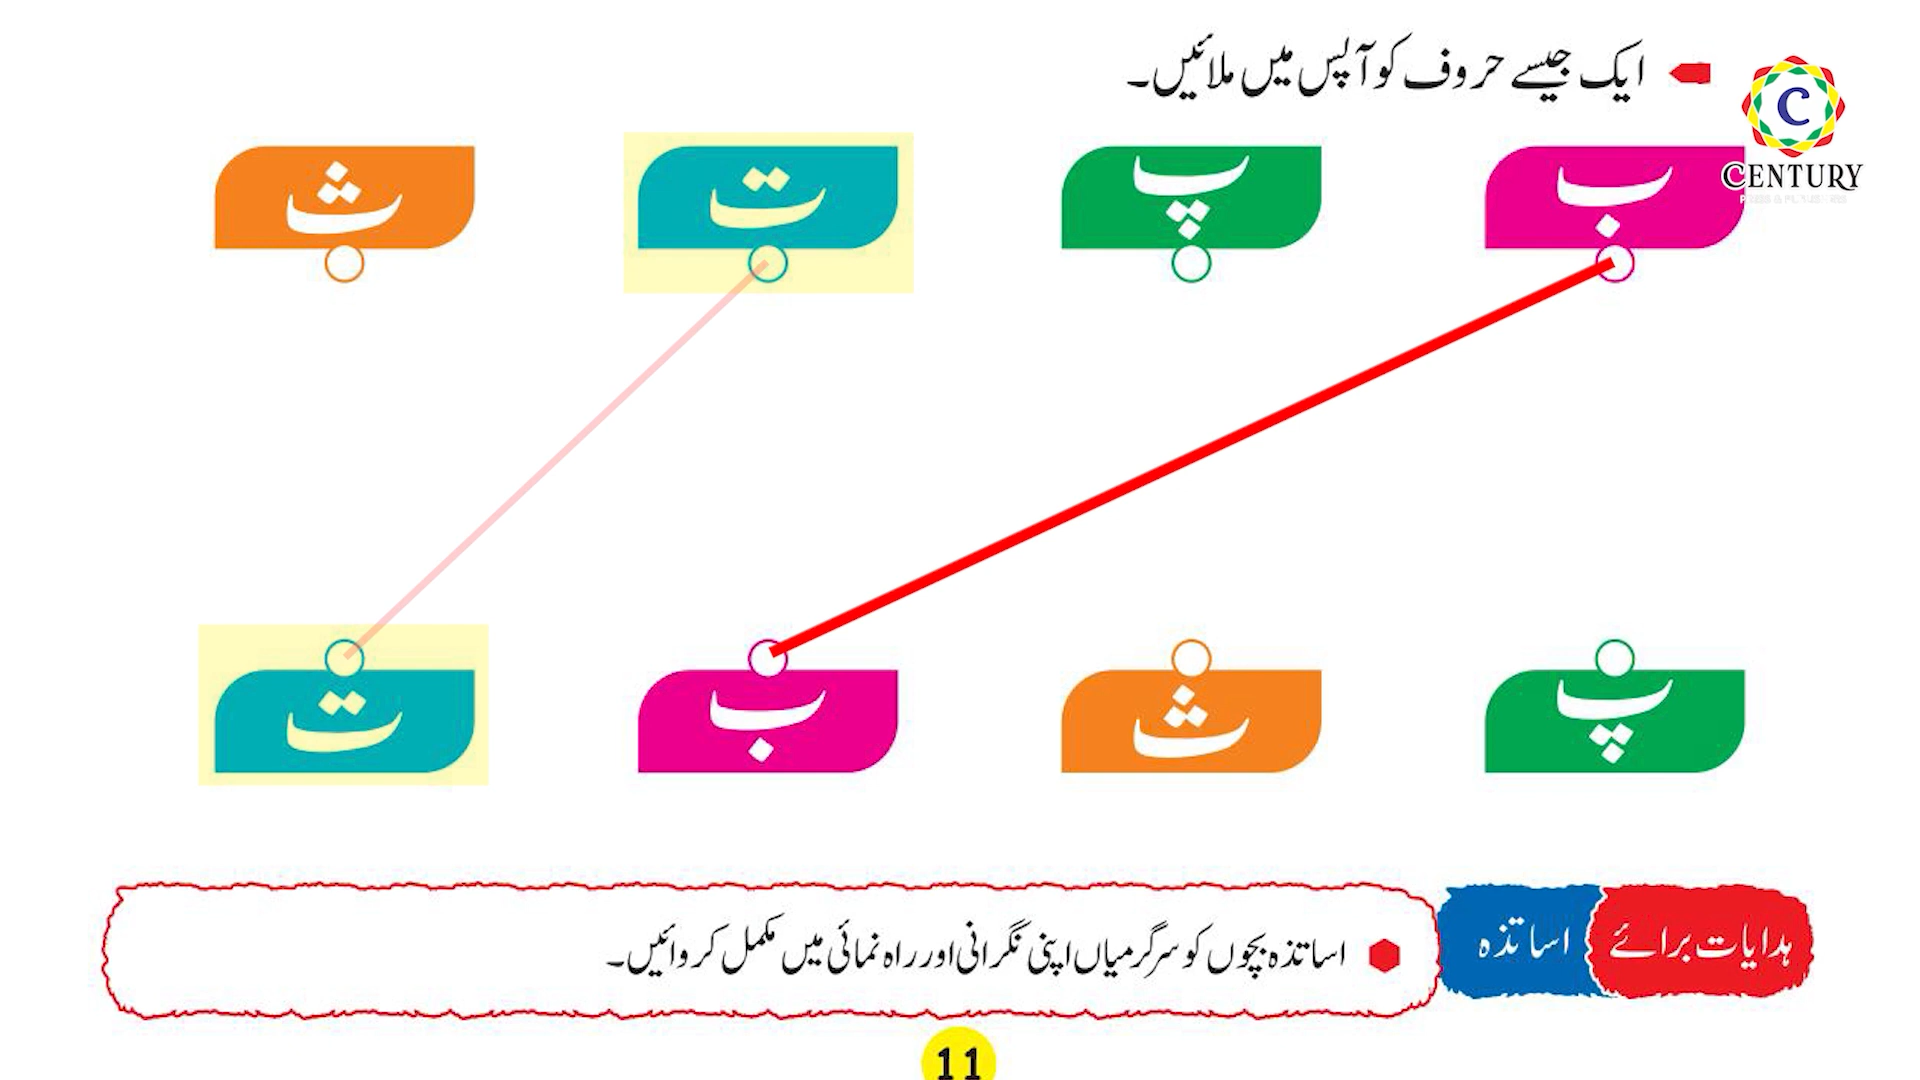 ایک جیسے حروف کو آپس میں ملائیں۔
C
CENTURY
ب پ ت ث
پ ث ب ت
ہدایات برائے اساتذہ
اساتذہ بچوں کو سرگرمیاں اپنی نگرانی اور راہ نمائی میں مکمل کروائیں۔
11